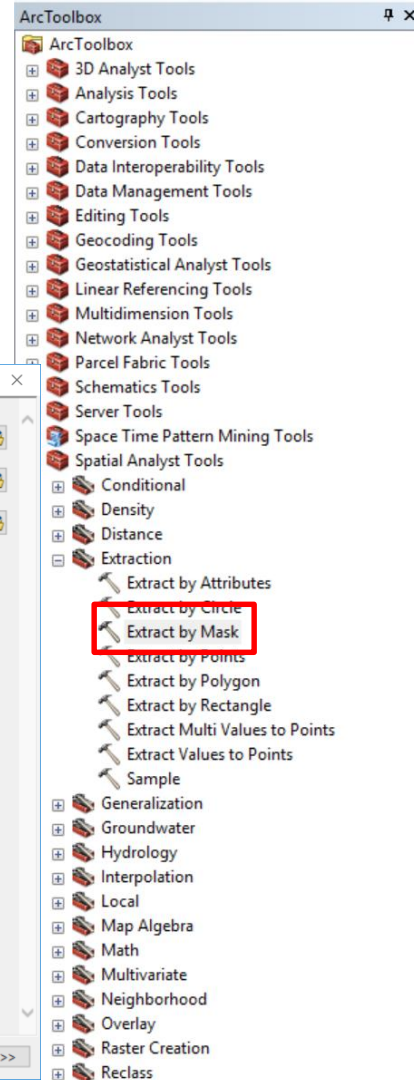 ArcToolbox
ArcToolbox
3D Analyst Tools
Analysis Tools
Cartography Tools
Conversion Tools
Data Interoperability Tools
Data Management Tools
Editing Tools
Geocoding Tools
Geostatistical Analyst Tools
Linear Referencing Tools
Multidimension Tools
Network Analyst Tools
Parcel Fabric Tools
Schematics Tools
Server Tools
Space Time Pattern Mining Tools
Spatial Analyst Tools
Conditional
Density
Distance
Extraction
Extract by Attributes
Extract by Circle
Extract by Mask
Extract by Points
Extract by Polygon
Extract by Rectangle
Extract Multi Values to Points
Extract Values to Points
Sample
Generalization
Groundwater
Hydrology
Interpolation
Local
Map Algebra
Math
Multivariate
Neighborhood
Overlay
>>
Raster Creation
Reclass